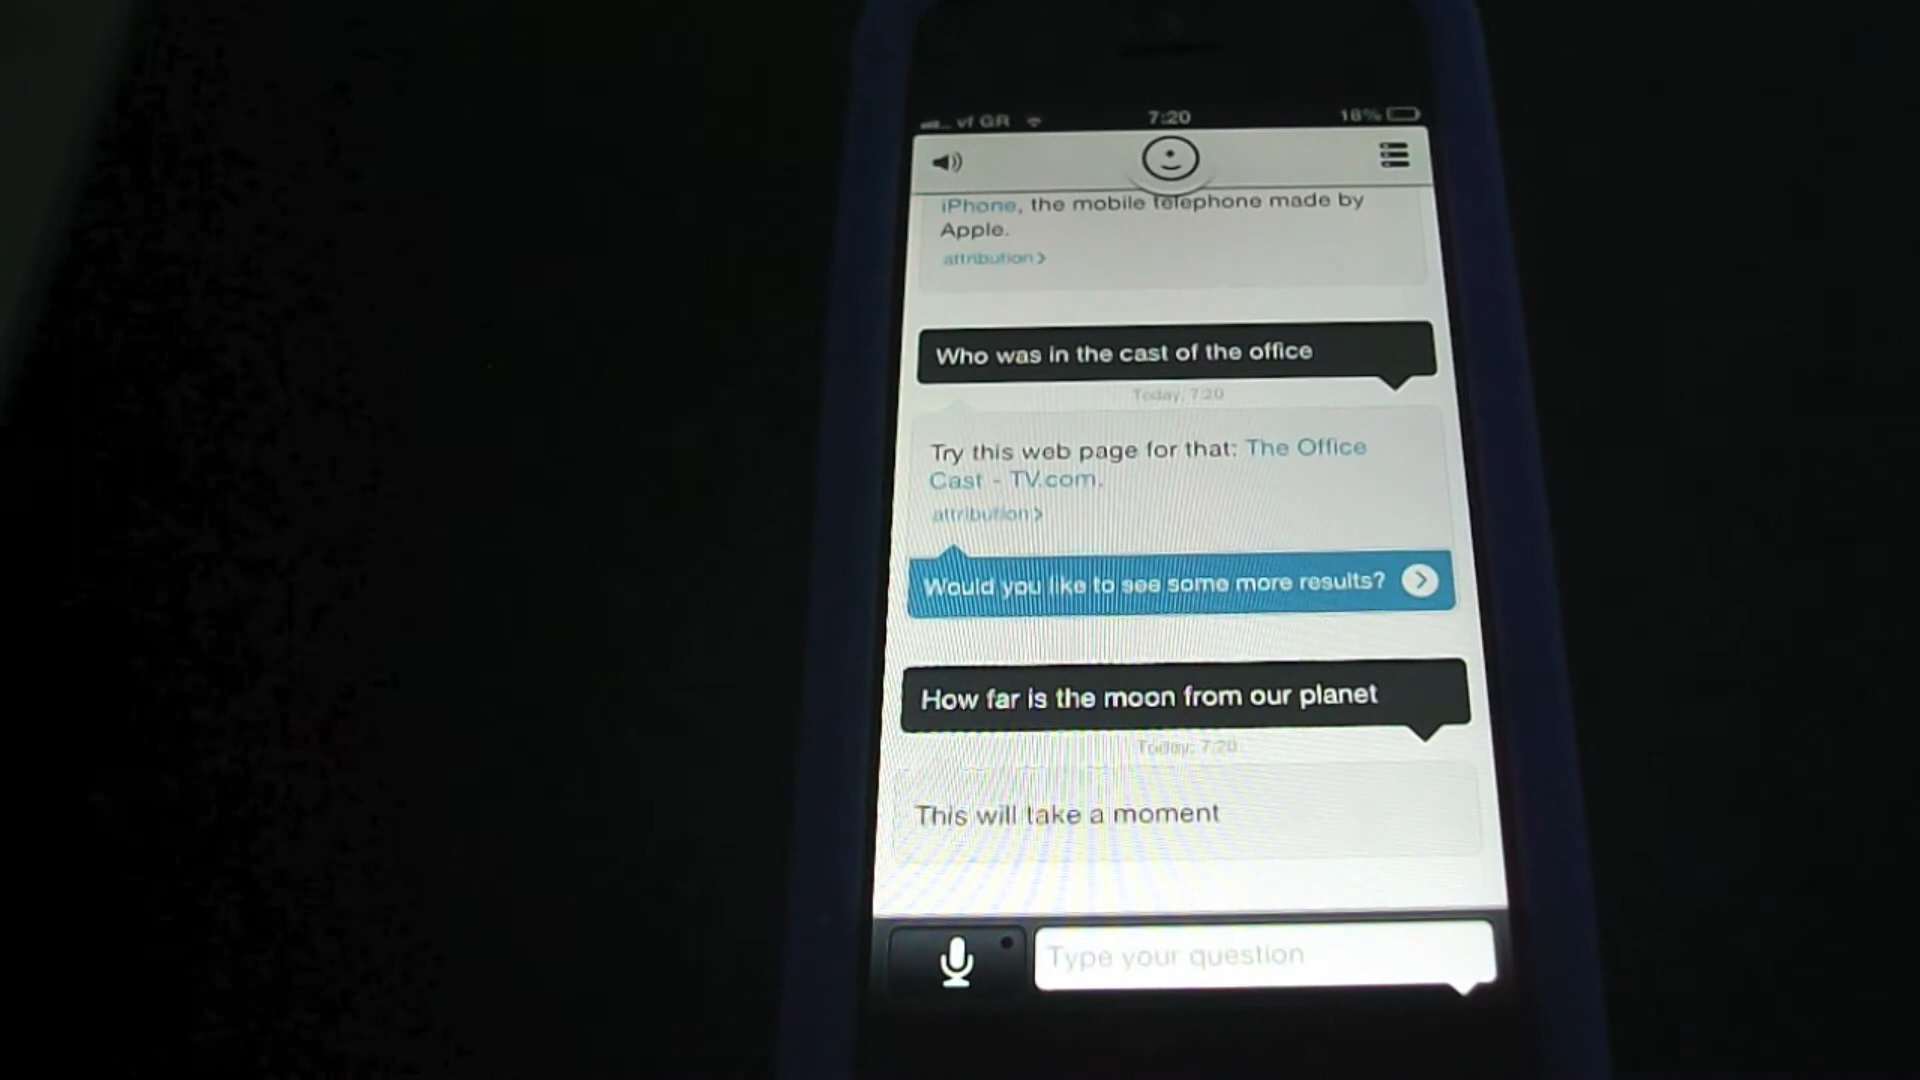 vf GR 7:20 18%
iPhone, the mobile telephone made by
Apple.
attribution >
Who was in the cast of the office
Today, 7:20
Try this web page for that: The Office
Cast - TV.com.
attribution >
Would you like to see some more results?
How far is the moon from our planet
Today, 7:20
This will take a moment
Type your question